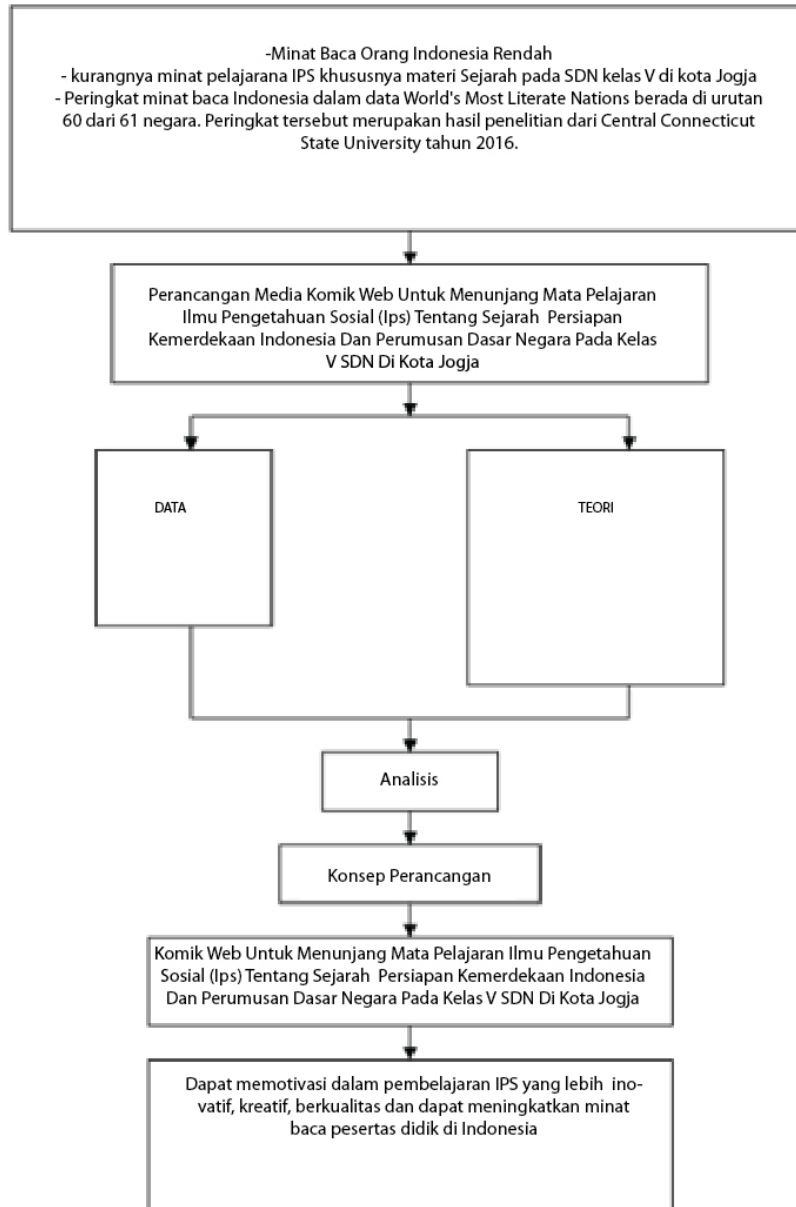 -Minat Baca Orang Indonesia Rendah
- kurangnya minat pelajarana IPS khususnya materi Sejarah pada SDN kelas V di kota Jogja
- Peringkat minat baca Indonesia dalam data World's Most Literate Nations berada di urutan
60 dari 61 negara. Peringkat tersebut merupakan hasil penelitian dari Central Connecticut
State University tahun 2016.
Perancangan Media Komik Web Untuk Menunjang Mata Pelajaran
Ilmu Pengetahuan Sosial (Ips) Tentang Sejarah Persiapan
Kemerdekaan Indonesia Dan Perumusan Dasar Negara Pada Kelas
V SDN Di Kota Jogja
DATA
TEORI
Analisis
Konsep Perancangan
Komik Web Untuk Menunjang Mata Pelajaran Ilmu Pengetahuan
Sosial (Ips) Tentang Sejarah Persiapan Kemerdekaan Indonesia
Dan Perumusan Dasar Negara Pada Kelas V SDN Di Kota Jogja
Dapat memotivasi dalam pembelajaran IPS yang lebih ino-
vatif, kreatif, berkualitas dan dapat meningkatkan minat
baca pesertas didik di Indonesia